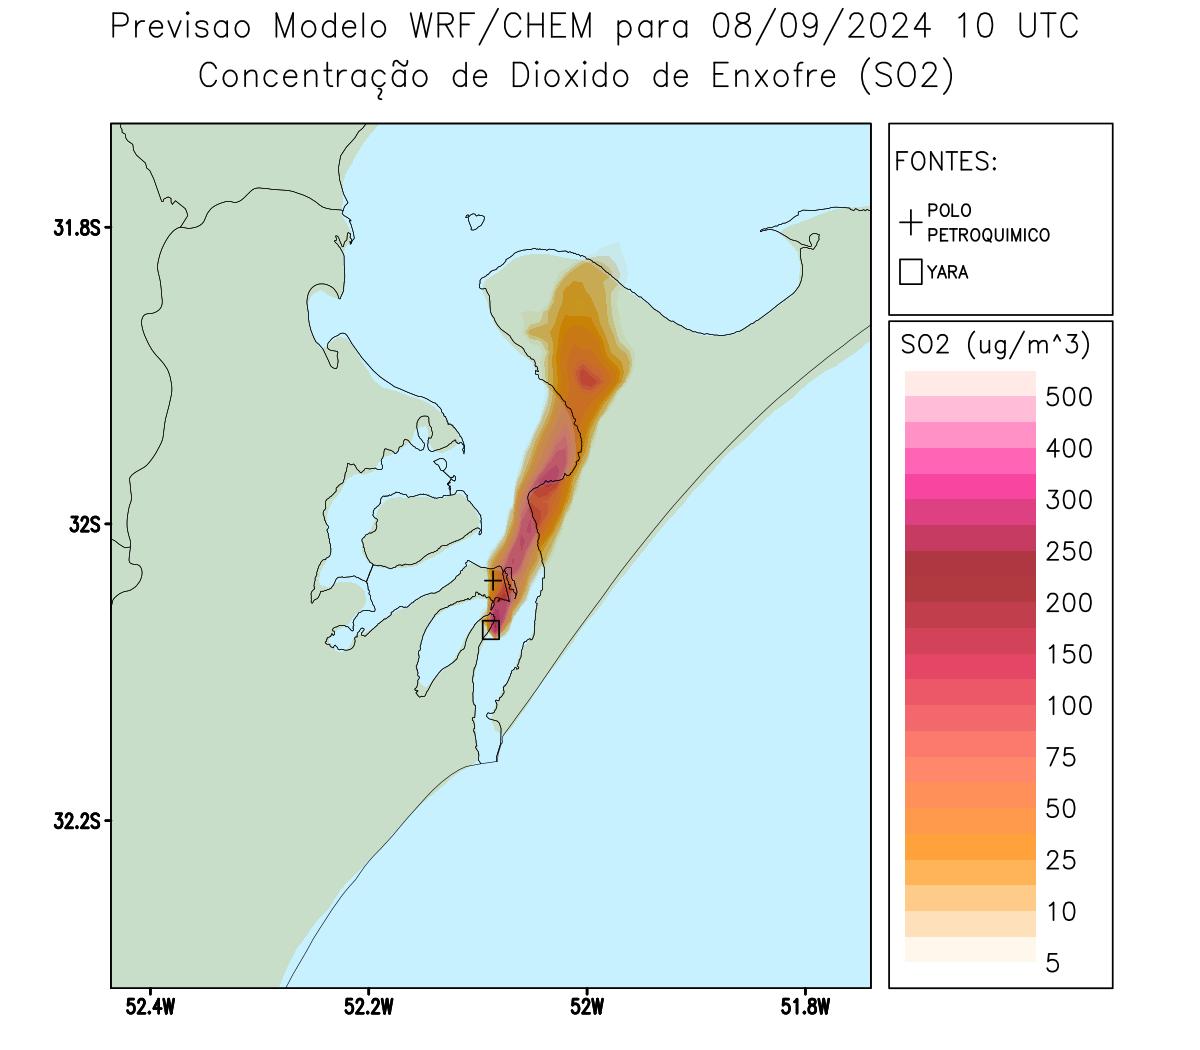 Previsao Modelo WRF/CHEM para 08/09/2024 10 UTC
Concentração de Dioxido de Enxofre (SO2)
FONTES:
POLO
PETROQUIMICO
YARA
31.8S
32S
32.2S
52.4W
52.2W
52W
51.8W
SO2 (ug/m^3)
500
400
300
250
200
150
100
75
50
25
10
5